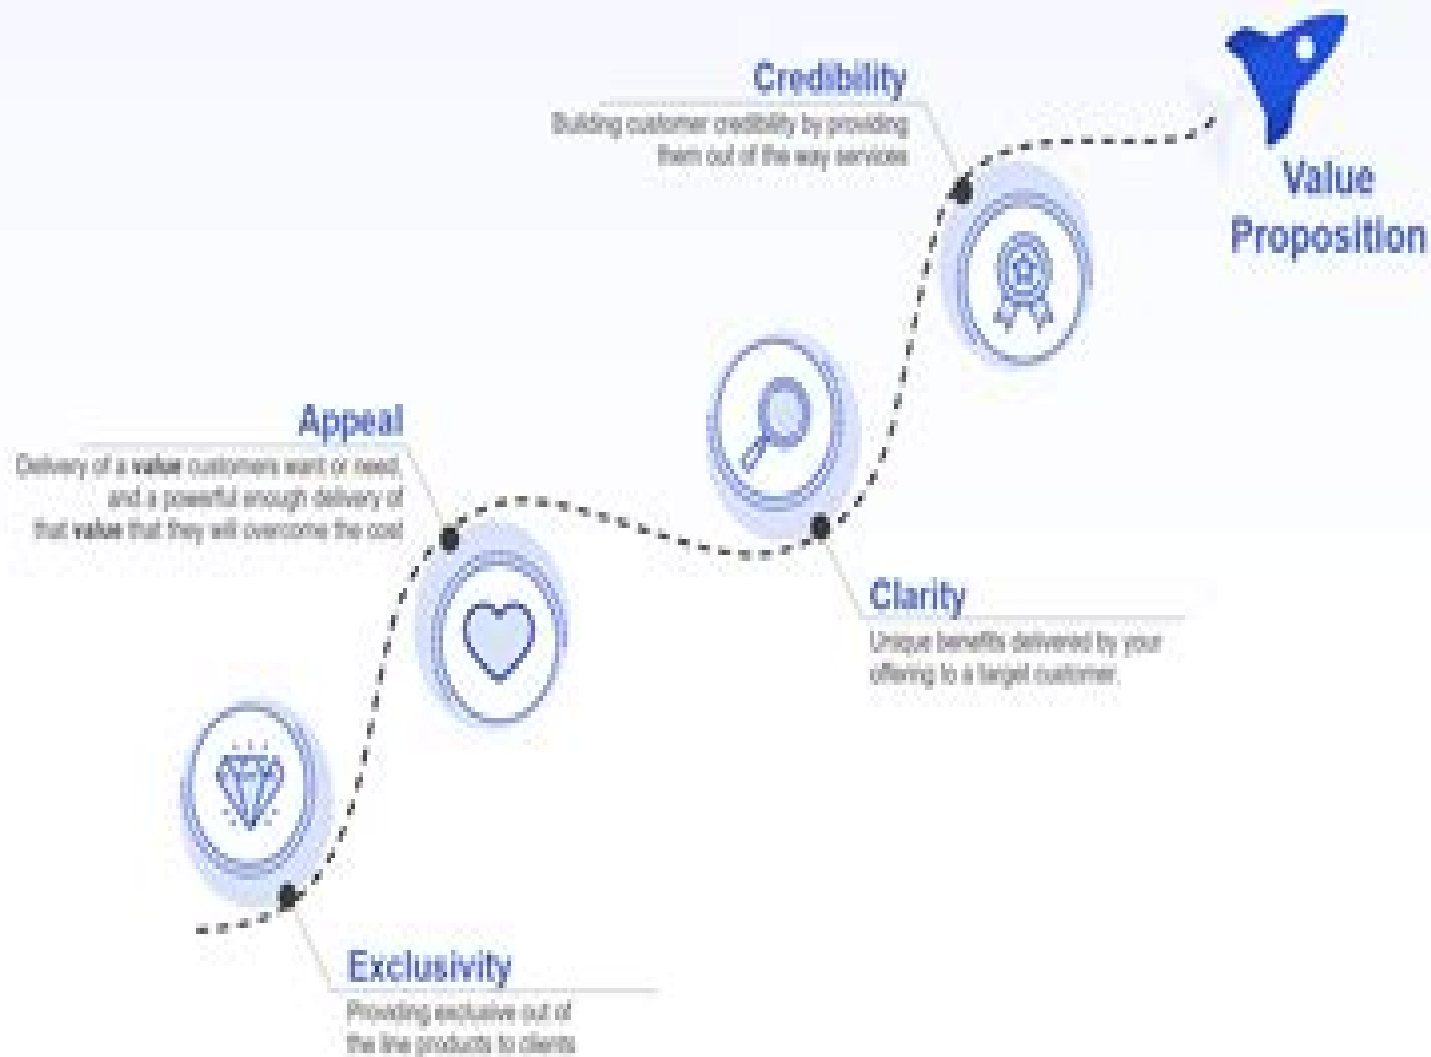 Credibility
Building customer credibility by providing
them out of the way services
Value
Proposition
Appeal
Delivery of a value customers want or need,
and a powerful enough delivery of
that value that they will overcome the cost
Clarity
Unique benefits delivered by your
offering to a target customer.
Exclusivity
Providing exclusive out of
the line products to clients